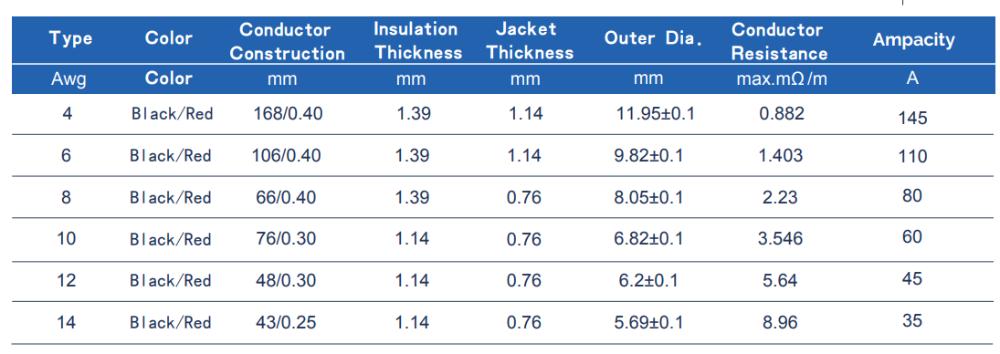 Type Color Conductor Construction Insulation Thickness Jacket Thickness Outer Dia. Conductor Resistance Ampacity
Awg Color mm mm mm mm max.mΩ/m A
4 Black/Red 168/0.40 1.39 1.14 11.95±0.1 0.882 145
6 Black/Red 106/0.40 1.39 1.14 9.82±0.1 1.403 110
8 Black/Red 66/0.40 1.39 0.76 8.05±0.1 2.23 80
10 Black/Red 76/0.30 1.14 0.76 6.82±0.1 3.546 60
12 Black/Red 48/0.30 1.14 0.76 6.2±0.1 5.64 45
14 Black/Red 43/0.25 1.14 0.76 5.69±0.1 8.96 35